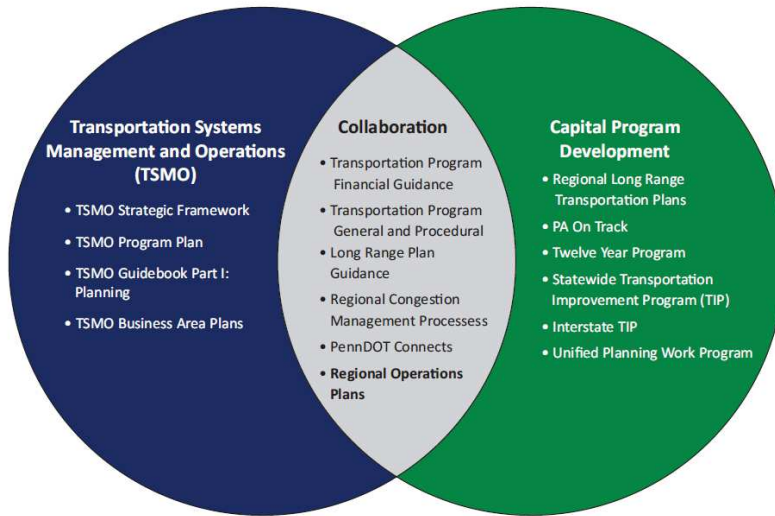 Transportation Systems
Management and Operations
(TSMO)
• TSMO Strategic Framework
• TSMO Program Plan
• TSMO Guidebook Part I:
Planning
• TSMO Business Area Plans
Collaboration
• Transportation Program
Financial Guidance
• Transportation Program
General and Procedural
• Long Range Plan
Guidance
• Regional Congestion
Management Processess
• PennDOT Connects
• Regional Operations
Plans
Capital Program
Development
• Regional Long Range
Transportation Plans
• PA On Track
• Twelve Year Program
• Statewide Transportation
Improvement Program (TIP)
• Interstate TIP
• Unified Planning Work Program